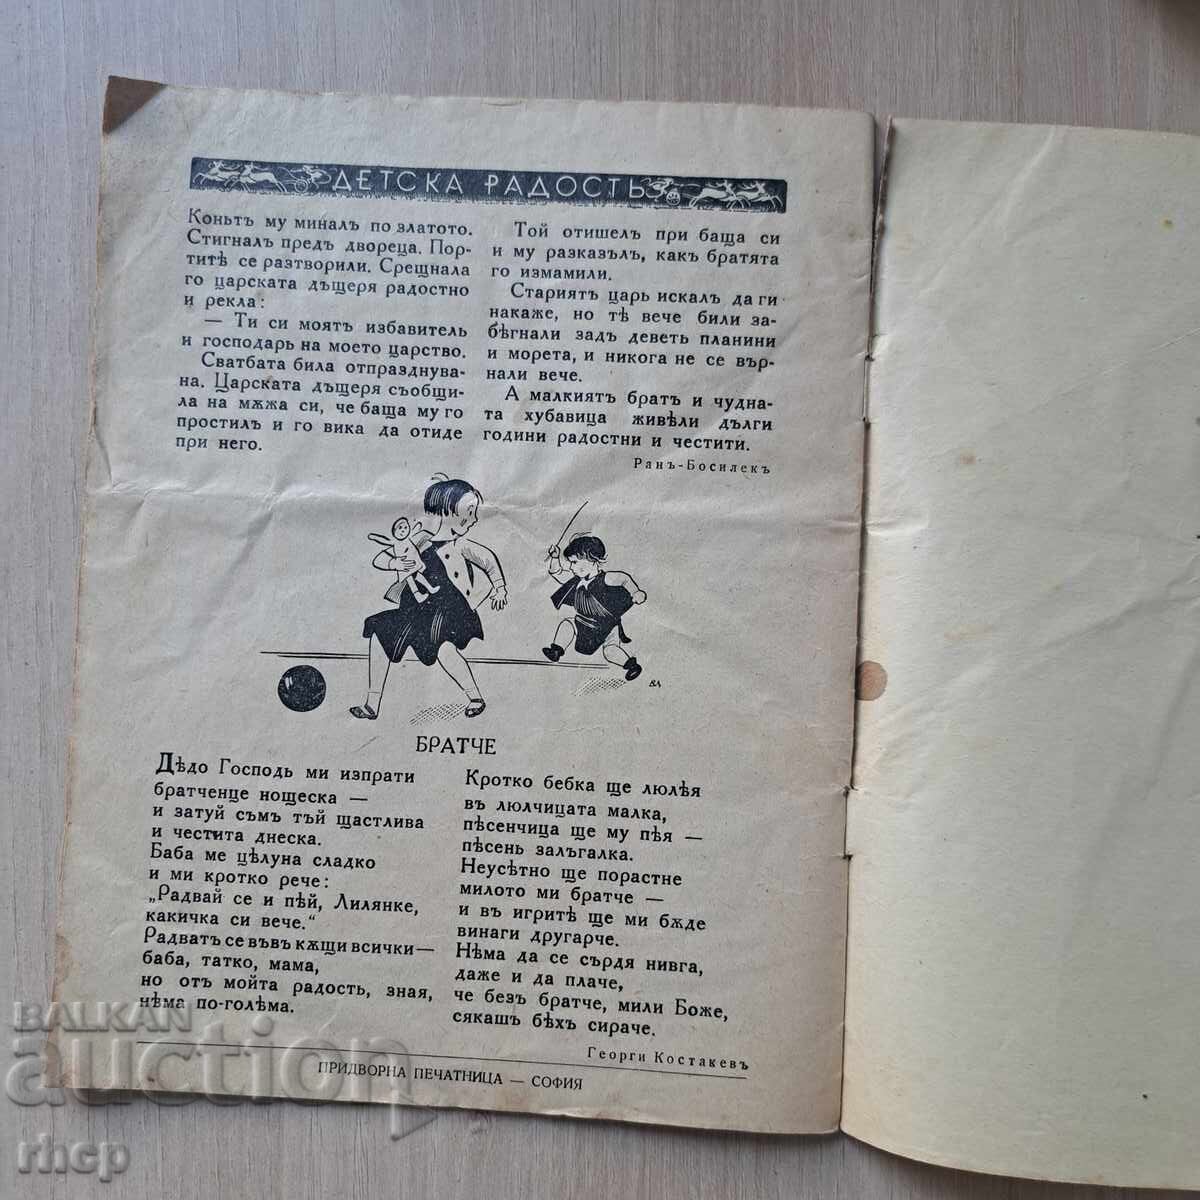 ДЕТСКА РАДОСТЬ
Коньтъ му миналъ по златото.
Стигналъ предъ двореца. Пор-
титѣ се разтворили. Срещнала
го царската дъщеря радостно
и рекла:
— Ти си моятъ избавитель
и господарь на моето царство.
Сватбата била отпразднува-
на. Царската дъщеря съобщи-
ла на мѫжа си, че баща му го
простилъ и го вика да отиде
при него.
Той отишелъ при баща си
и му разказълъ, какъ братята
го измамили.
Стариятъ царь искалъ да ги
накаже, но тѣ вече били за-
бѣгнали задъ деветь планини
и морета, и никога не се вър-
нали вече.
А малкиятъ братъ и чудна-
та хубавица живѣли дълги
години радостни и честити.
Ранъ-Босилекъ
ВЛ
БРАТЧЕ
Дѣдо Господь ми изпрати
братченце нощеска —
и затуй съмъ тъй щастлива
и честита днеска.
Баба ме цѣлуна сладко
и ми кротко рече:
„Радвай се и пѣй, Лилянке,
какичка си вече.“
Радватъ се във кѫщи всички—
баба, татко, мама,
но отъ мойта радость, зная,
нѣма по-голѣма.
Кротко бебка ще люлѣя
въ люлчицата малка,
пѣсенчица ще му пѣя —
пѣсень залъгалка.
Неусѣтно ще порастне
милото ми братче —
и въ игритѣ ще ми бѫде
винаги другарче.
Нѣма да се сърдя нивга,
даже и да плаче,
че безъ братче, мили Боже,
сякашъ бѣхъ сираче.
Георги Костакевъ
ПРИДВОРНА ПЕЧАТНИЦА — СОФИЯ
BALKAN
auction
rhcp